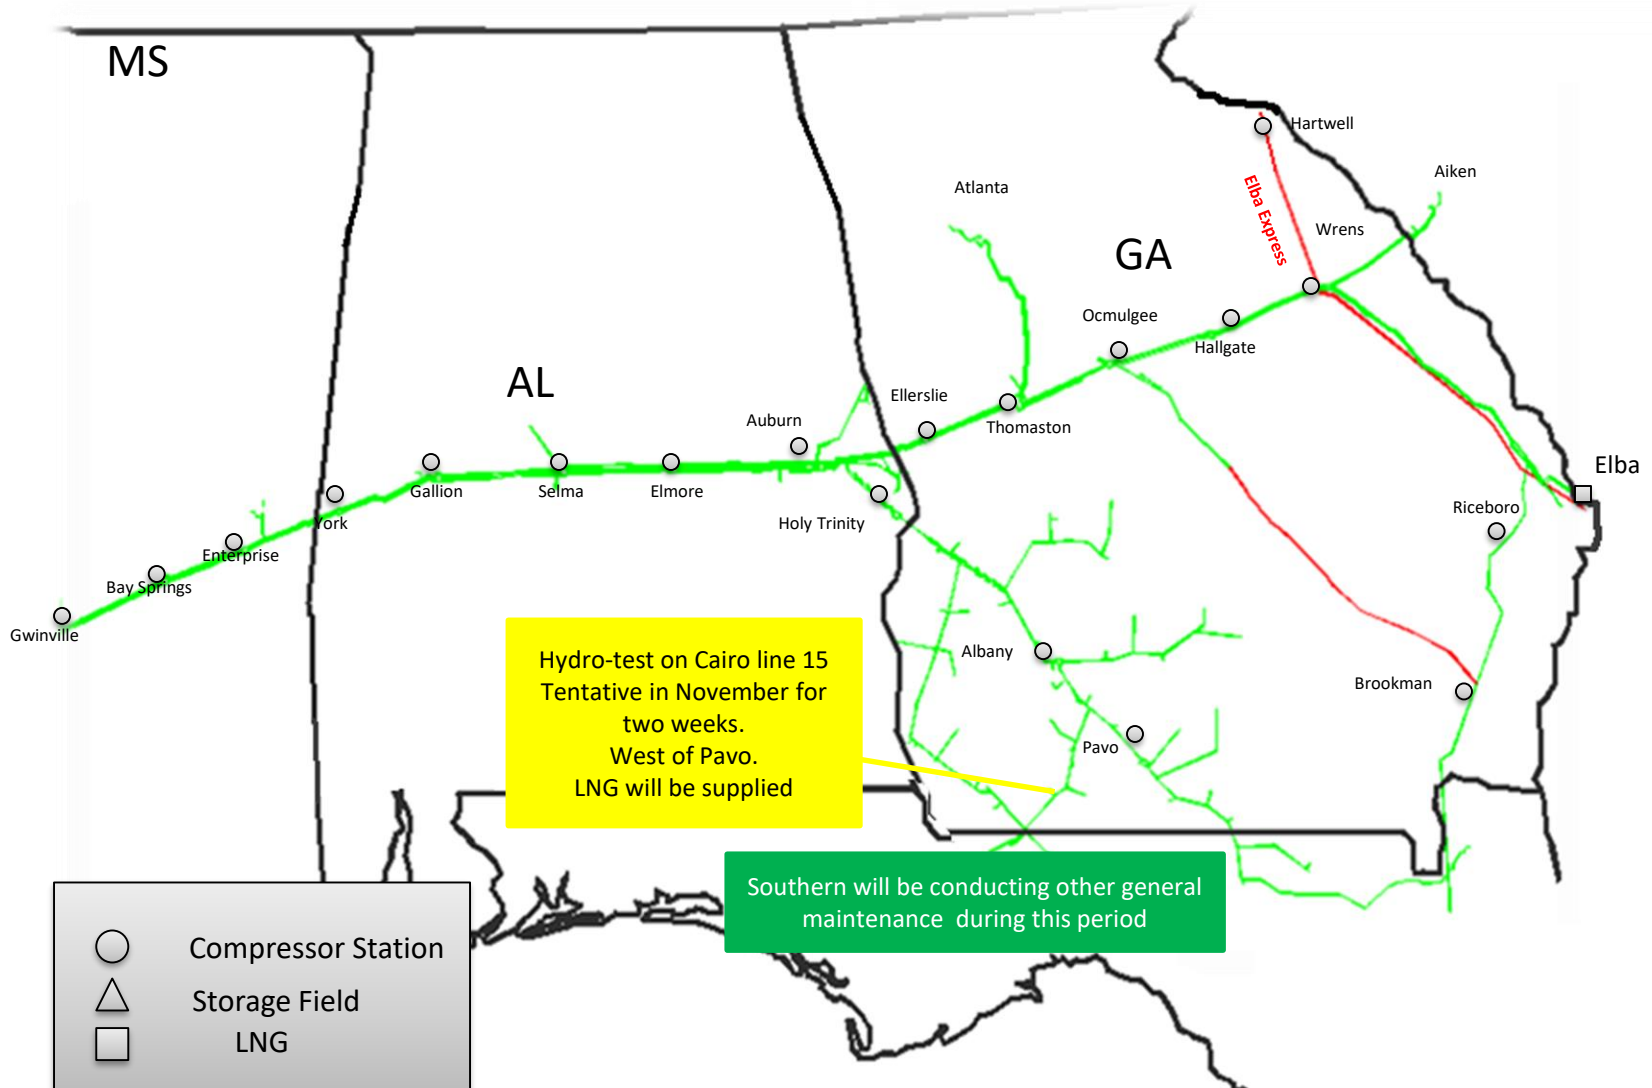 MS
Hartwell
Aiken
Atlanta
Elba Express
Wrens
GA
Ocmulgee
Hallgate
AL
Ellerslie
Auburn
Thomaston
Elba
Gallion
Selma
Elmore
Riceboro
York
Holy Trinity
Enterprise
Bay Springs
Gwinville
Hydro-test on Cairo line 15
Tentative in November for
two weeks.
West of Pavo.
LNG will be supplied
Albany
Brookman
Pavo
Southern will be conducting other general
maintenance during this period
Compressor Station
Storage Field
LNG